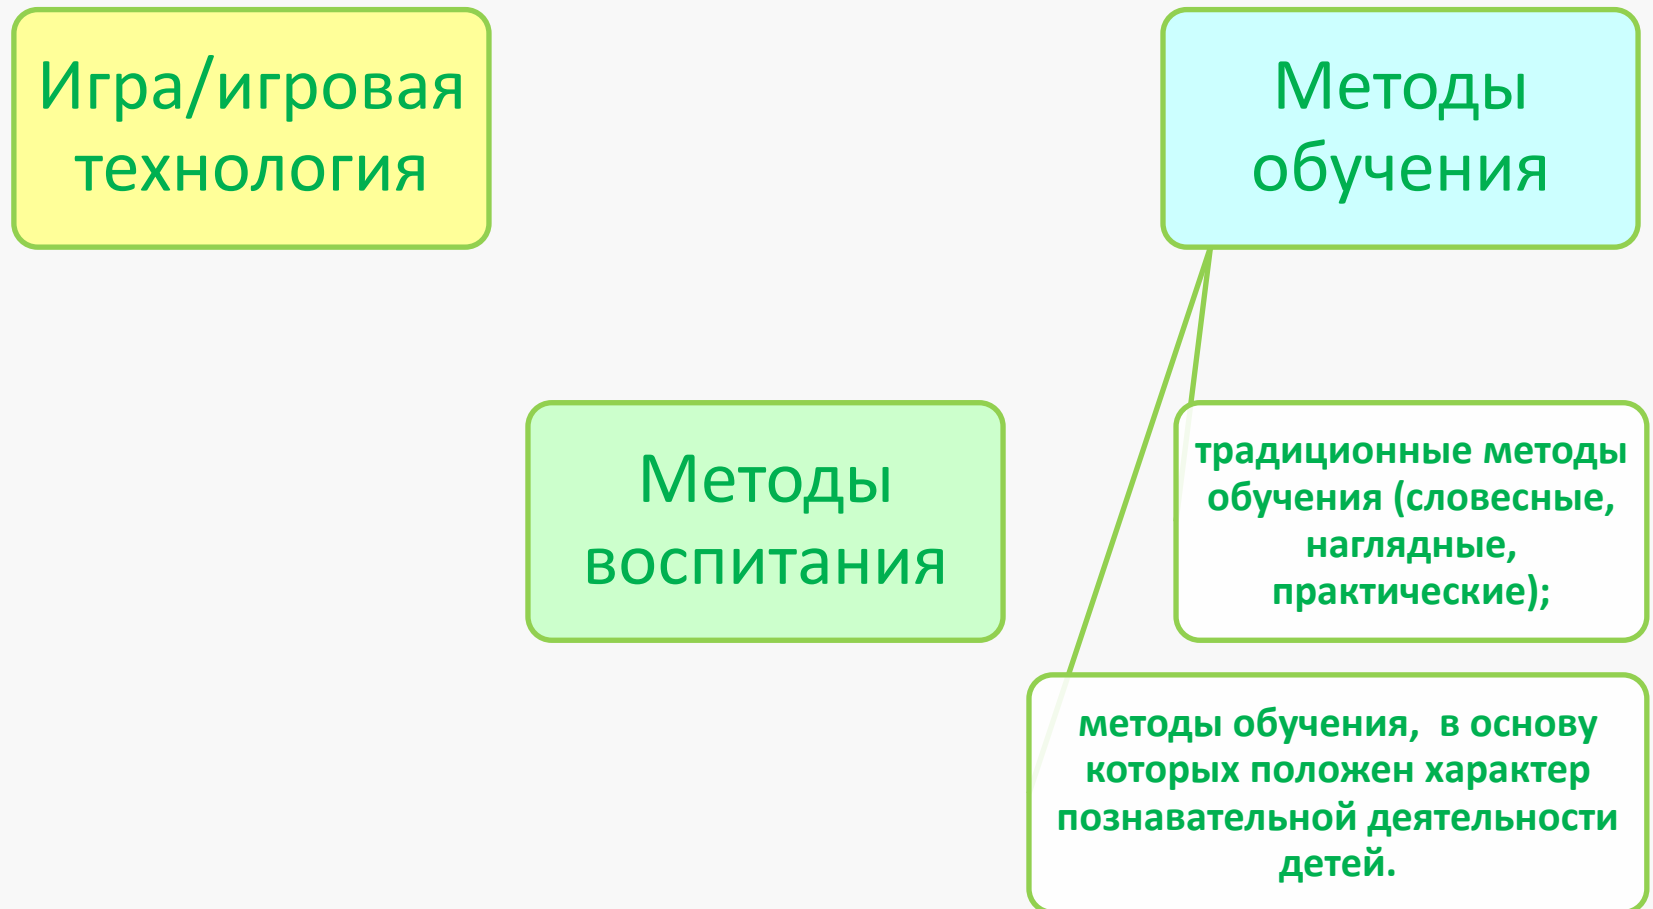 Игра/игровая
технология
Методы
обучения
Методы
воспитания
традиционные методы
обучения (словесные,
наглядные,
практические);
методы обучения,  в основу
которых положен характер
познавательной деятельности
детей.